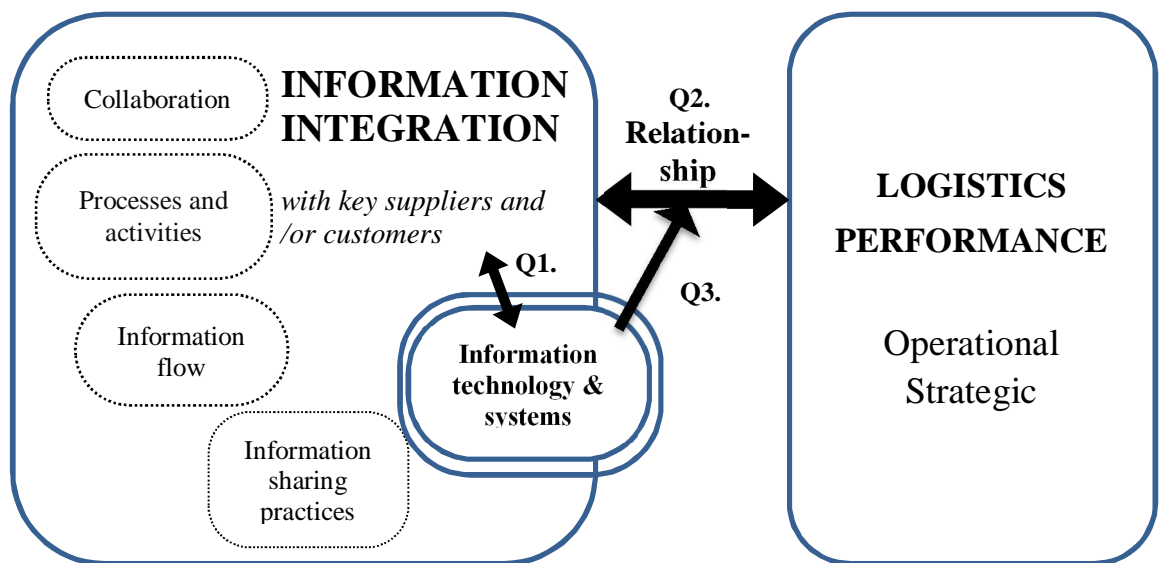 Collaboration
INFORMATION
INTEGRATION
Processes and
activities
with key suppliers and
/or customers
Q1.
Information
flow
Information
technology &
systems
Information
sharing
practices
Q2.
Relation-
ship
Q3.
LOGISTICS
PERFORMANCE
Operational
Strategic